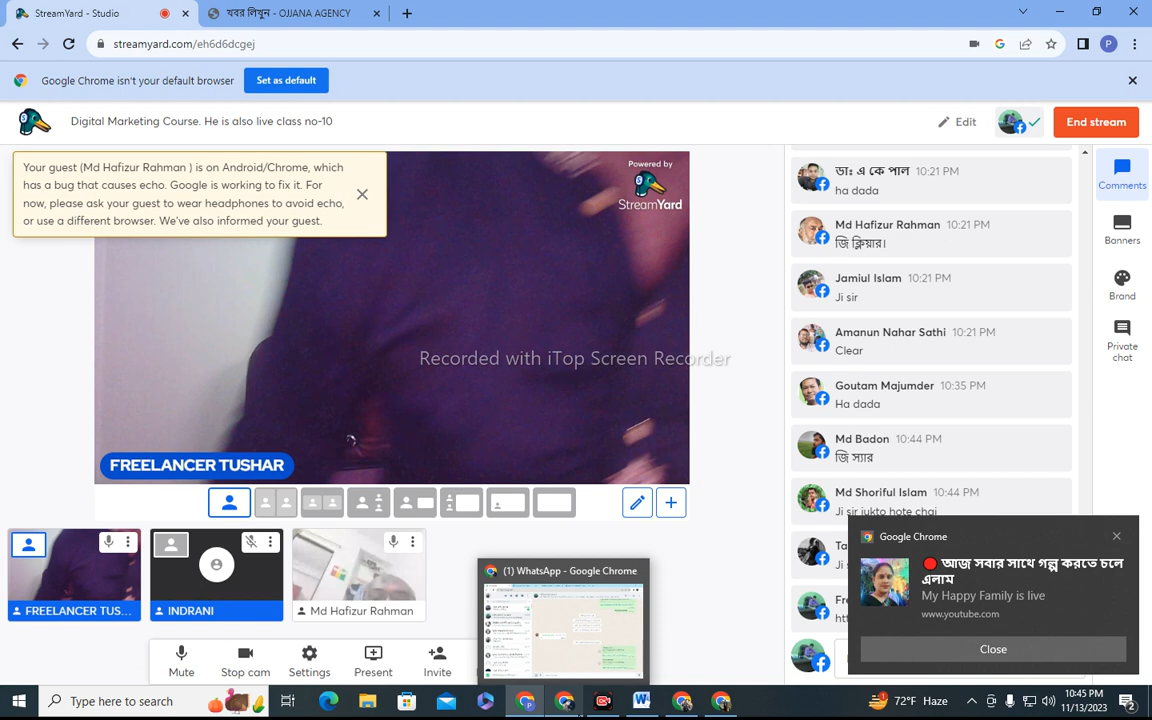 StreamYard - Studio
খবর লিখুন - OJJANA AGENCY
streamyard.com/eh6d6dcgej
P
Google Chrome isn't your default browser
Set as default
Digital Marketing Course. He is also live class no-10
Edit
End stream
Your guest (Md Hafizur Rahman ) is on Android/Chrome, which
has a bug that causes echo. Google is working to fix it. For
now, please ask your guest to wear headphones to avoid echo,
or use a different browser. We've also informed your guest.
Powered by
StreamYard
Recorded with iTop Screen Recorder
FREELANCER TUSHAR
FREELANCER TUS...
INDRANI
Md Hafizur Rahman
(1) WhatsApp - Google Chrome
Mute
Stop cam
Settings
Present
Invite
ডাঃ এ কে পাল 10:21 PM
ha dada
Md Hafizur Rahman 10:21 PM
জি ক্লিয়ার।
Jamiul Islam 10:21 PM
Ji sir
Amanun Nahar Sathi 10:21 PM
Clear
Goutam Majumder 10:35 PM
Ha dada
Md Badon 10:44 PM
জি স্যার
Md Shoriful Islam 10:44 PM
Ji sir jukto hote chai
Ta
Ji s
Fre
htt
Comments
Banners
Brand
Private
chat
Google Chrome
আজ সবার সাথে গল্প করতে চলে
এলাম
My Happy Family is live
www.youtube.com
Close
Type here to search
72°F Haze
10:45 PM
11/13/2023
2